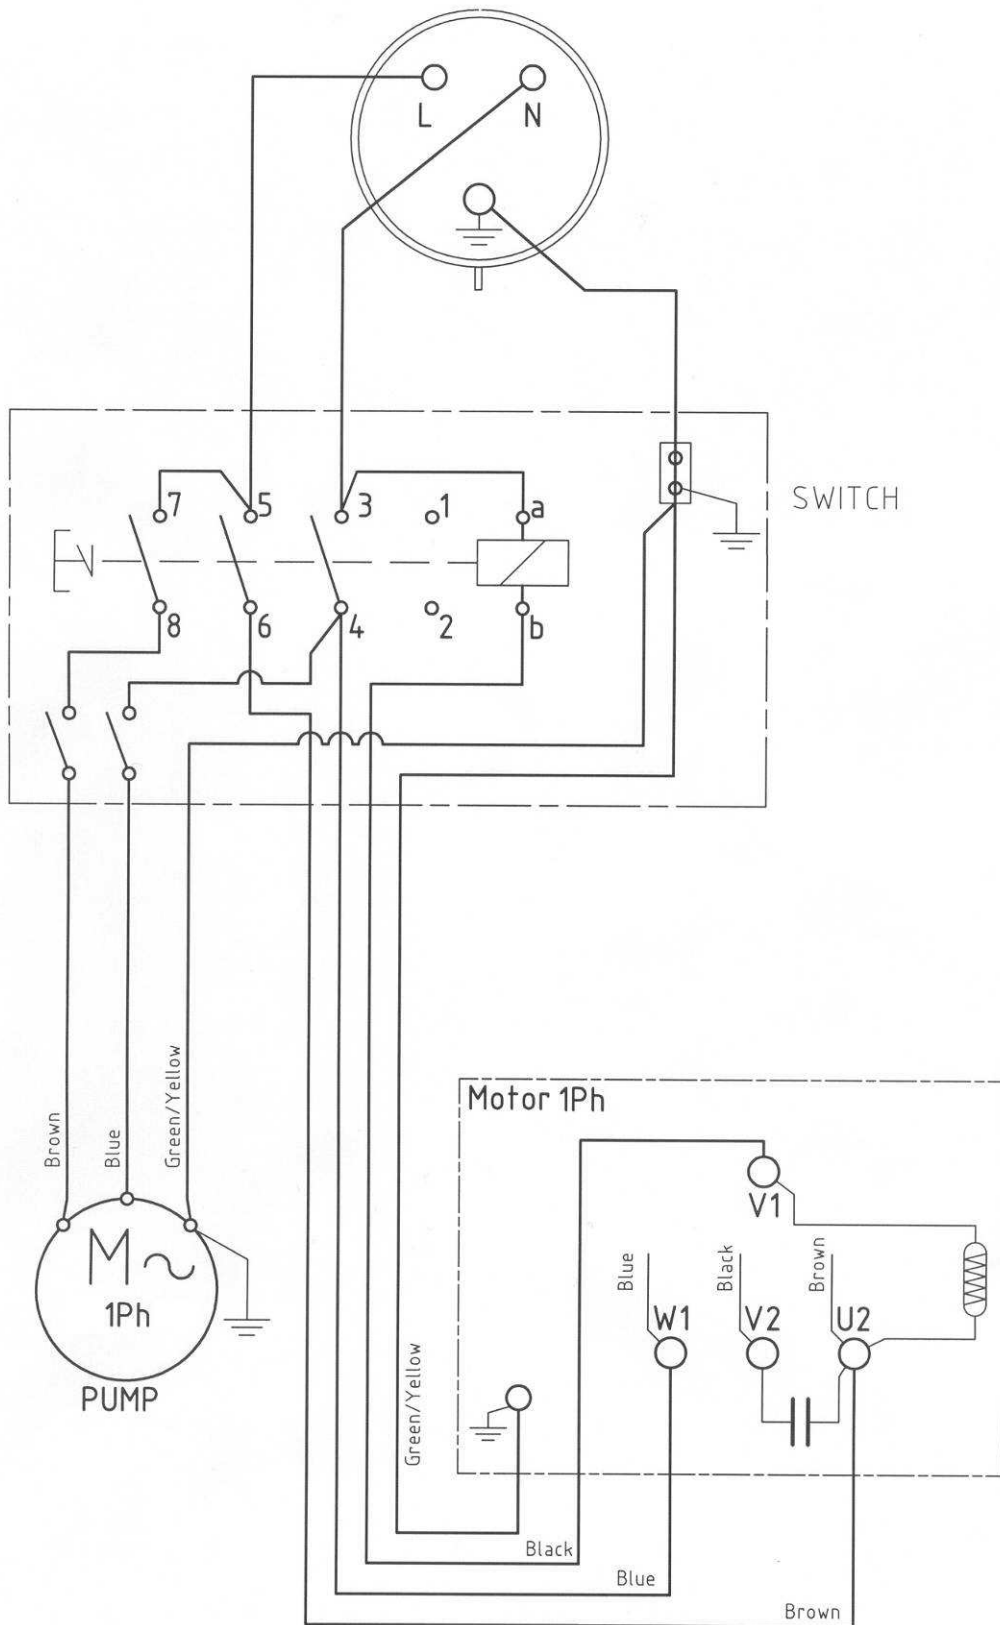 L N
SWITCH
7 5 3 1 a
8 6 4 2 b
Brown
Blue
Green/Yellow
M
1Ph
PUMP
Motor 1Ph
V1
Blue
Black
Brown
W1 V2 U2
Green/Yellow
Black
Blue
Brown